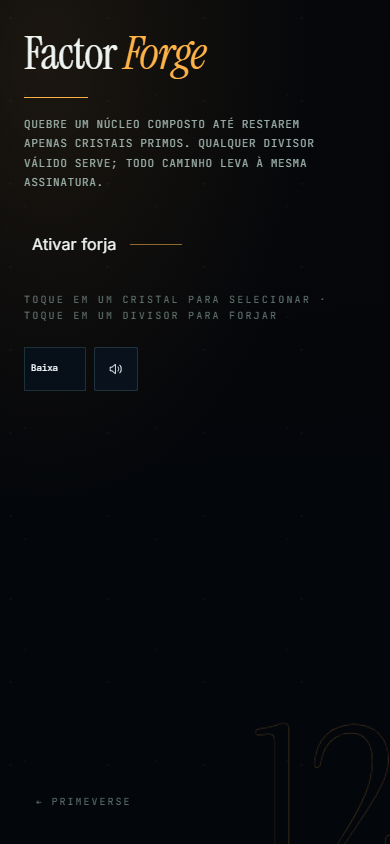 Factor Forge
QUEBRE UM NÚCLEO COMPOSTO ATÉ RESTAREM
APENAS CRISTAIS PRIMOS. QUALQUER DIVISOR
VÁLIDO SERVE; TODO CAMINHO LEVA À MESMA
ASSINATURA.
Ativar forja
TOQUE EM UM CRISTAL PARA SELECIONAR ·
TOQUE EM UM DIVISOR PARA FORJAR
Baixa
12
← PRIMEVERSE